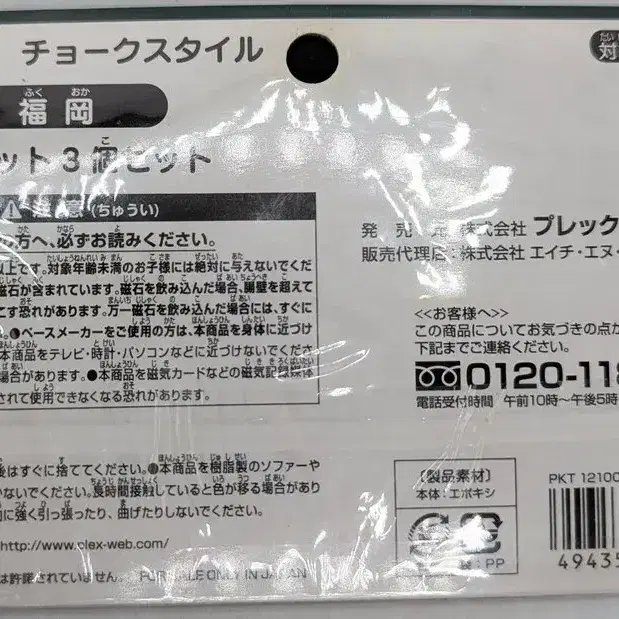 チョークスタイル
対
福岡
ふく おか
ット3個セット
注意(ちゅうい)
の方へ、必ずお読みください。
以上です。対象年齢未満のお子様には絶対に与えないでくだ
磁石が含まれています。磁石を飲み込んだ場合、腸壁を超えて
こす恐れがあります。万一磁石を飲み込んだ場合には、すぐに
い。●ペースメーカーをご使用の方は、本商品を身体に近づけ
本商品をテレビ・時計・パソコンなどに近づけないでくだ
場合があります。●本商品を磁気カードなどの磁気記録媒体
されて使用できなくなる恐れがあります。
後はすぐに捨ててください。●本商品を樹脂製のソファーや
かないでください。長時間接触していると色が移る場合があり
前に強く引っ張ったり、曲げたりしないでください。
http://www.plex-web.com/
は許諾されていません。 FOR SALE ONLY IN JAPAN
発売元:株式会社 プレック
販売代理店:株式会社 エイチ・エヌ・
<<お客様へ>>
この商品についてお気づきの点が
下記までご連絡ください。
0120-118
電話受付時間 午前10時〜午後5時
[製品素材]
本体:エポキシ
:PP
PKT 12100
49435